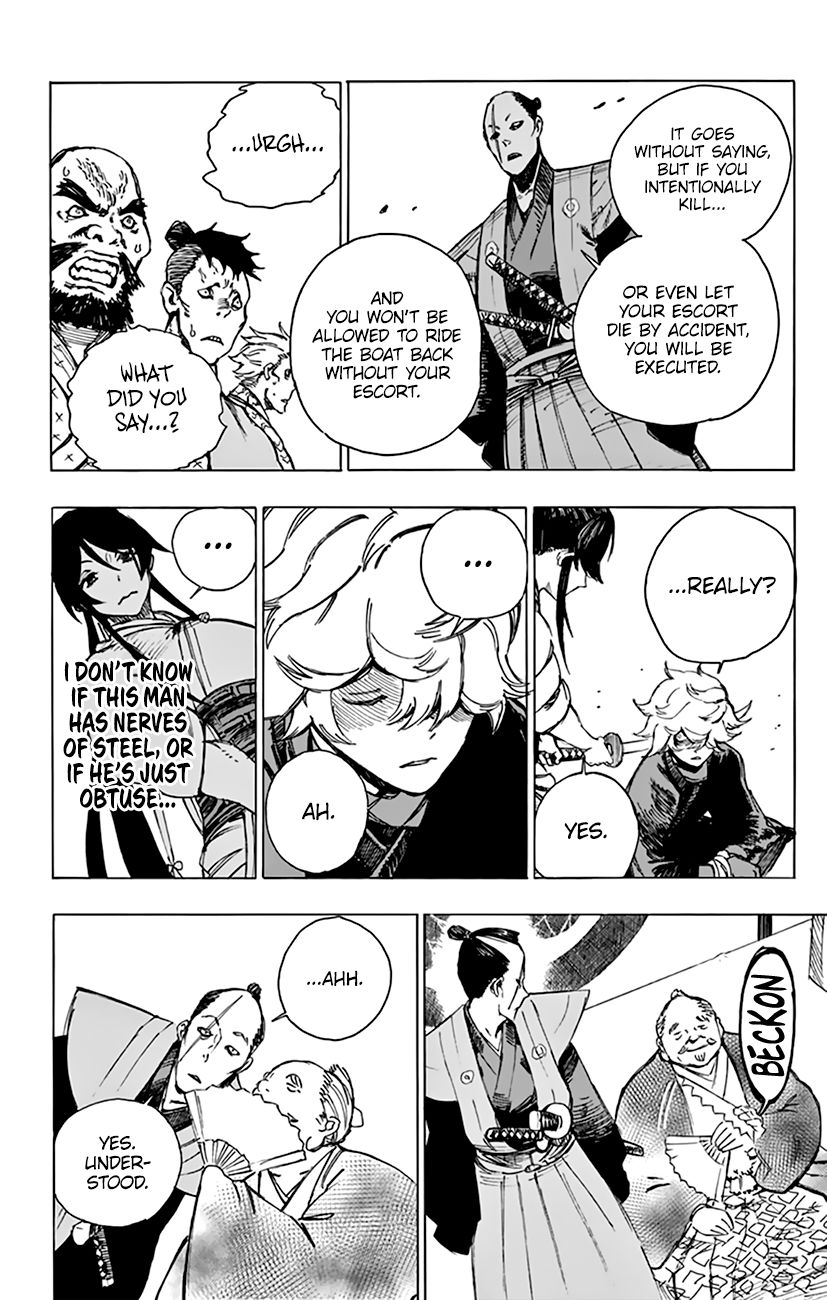 IT GOES
WITHOUT SAYING,
BUT IF YOU
INTENTIONALLY
KILL...
OR EVEN LET
YOUR ESCORT
DIE BY ACCIDENT,
YOU WILL BE
EXECUTED.
AND
YOU WON'T BE
ALLOWED TO RIDE
THE BOAT BACK
WITHOUT YOUR
ESCORT.
...URGH...
WHAT
DID YOU
SAY...?
...REALLY?
YES.
...
AH.
...
I DON'T KNOW
IF THIS MAN
HAS NERVES
OF STEEL, OR
IF HE'S JUST
OBTUSE...
BECKON
...AHH.
YES.
UNDER-
STOOD.